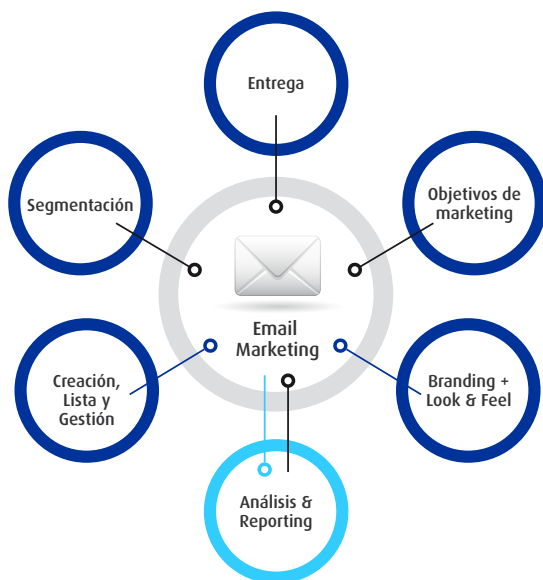 Entrega
Segmentación
Objetivos de
marketing
Email
Marketing
Creación,
Lista y
Gestión
Branding +
Look & Feel
Análisis &
Reporting